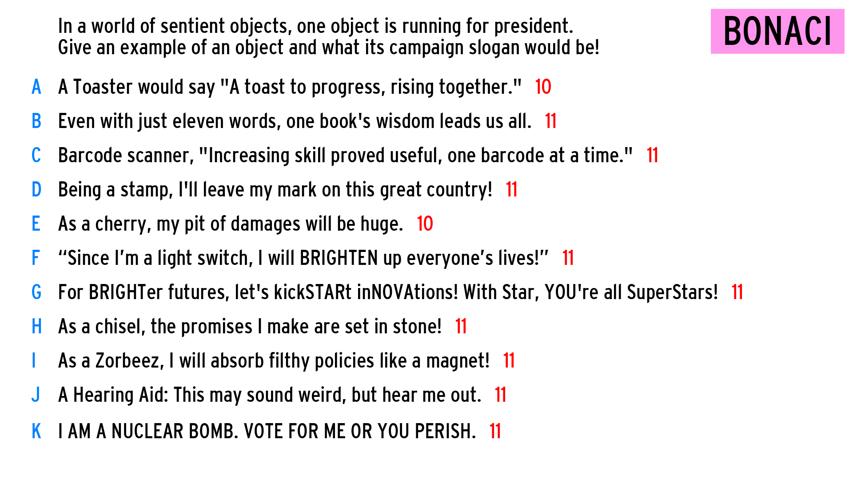 In a world of sentient objects, one object is running for president.
Give an example of an object and what its campaign slogan would be!
BONACI
A A Toaster would say "A toast to progress, rising together." 10
B Even with just eleven words, one book's wisdom leads us all. 11
C Barcode scanner, "Increasing skill proved useful, one barcode at a time." 11
D Being a stamp, I'll leave my mark on this great country! 11
E As a cherry, my pit of damages will be huge. 10
F “Since I’m a light switch, I will BRIGHTEN up everyone’s lives!” 11
G For BRIGHTer futures, let's kickSTARt inNOVAtions! With Star, YOU're all SuperStars! 11
H As a chisel, the promises I make are set in stone! 11
I As a Zorbeez, I will absorb filthy policies like a magnet! 11
J A Hearing Aid: This may sound weird, but hear me out. 11
K I AM A NUCLEAR BOMB. VOTE FOR ME OR YOU PERISH. 11